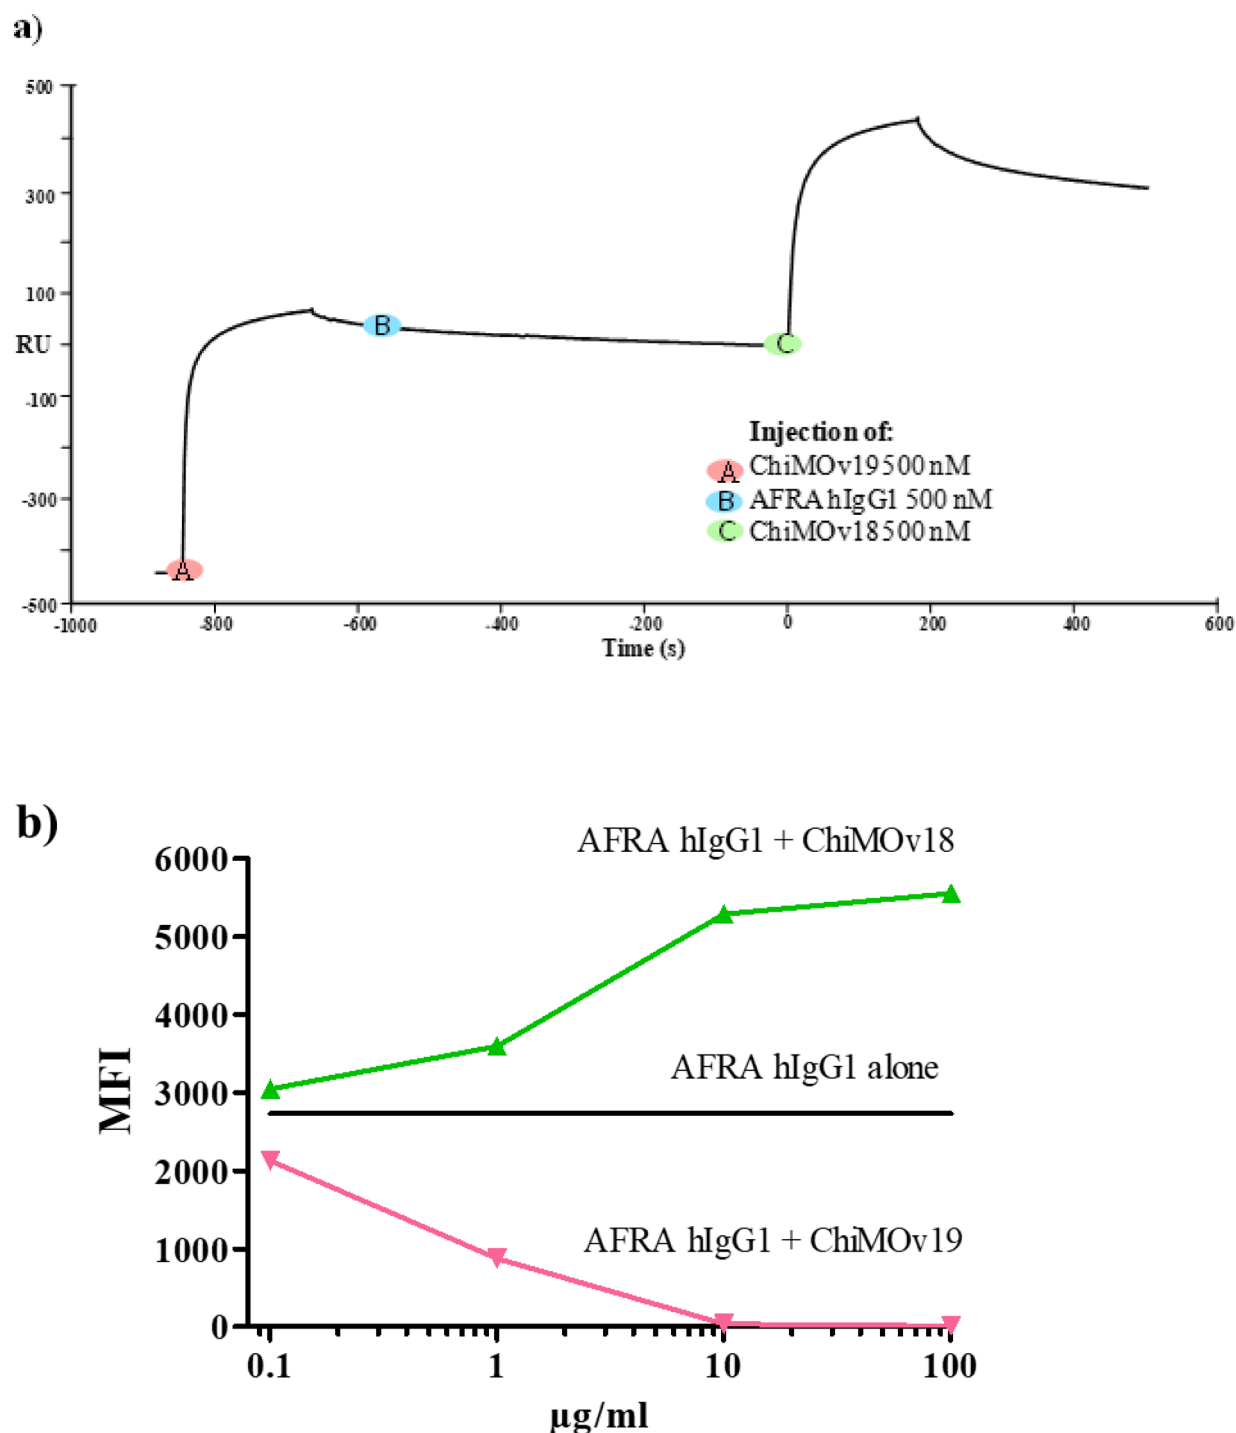 a)
500
300
100
RU
-100
-300
-500
A
B
C
Injection of:
A ChiMOv19 500 nM
B AFRA hIgG1 500 nM
C ChiMOv18 500 nM
-1000 -800 -600 -400 -200 0 200 400 600
Time (s)
b)
AFRA hIgG1 + ChiMOv18
6000
5000
4000
AFRA hIgG1 alone
3000
MFI
2000
AFRA hIgG1 + ChiMOv19
1000
0
0.1 1 10 100
µg/ml